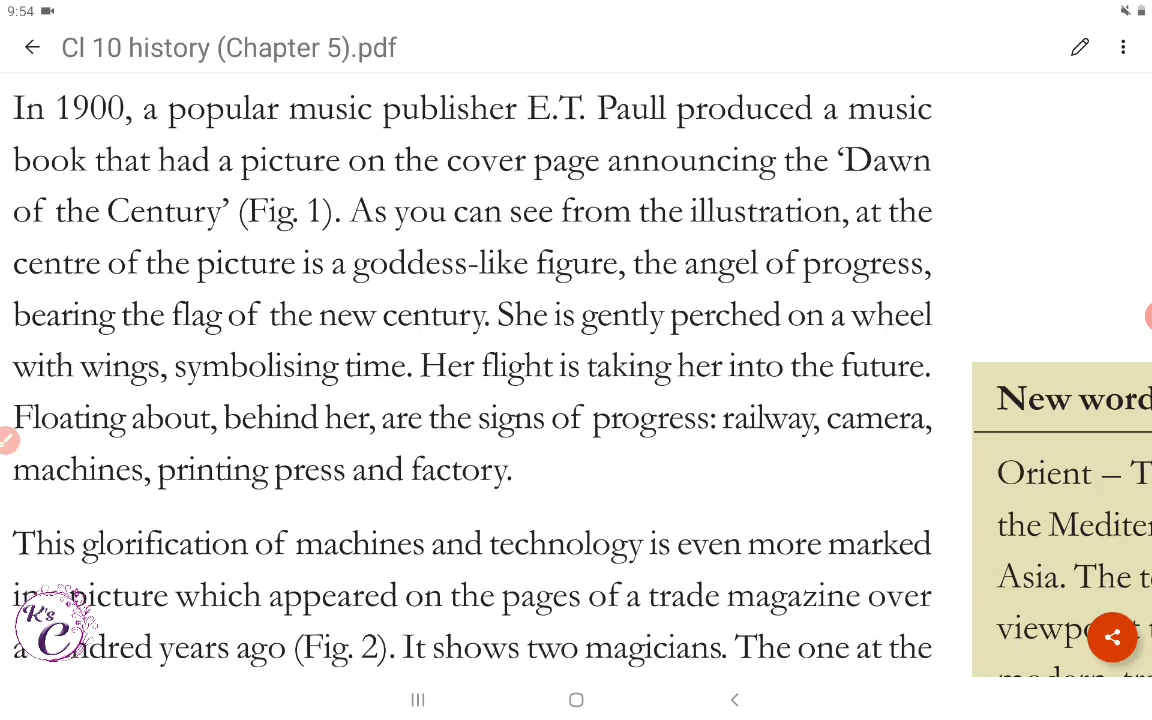 9:54
Cl 10 history (Chapter 5).pdf
In 1900, a popular music publisher E.T. Paull produced a music
book that had a picture on the cover page announcing the ‘Dawn
of the Century’ (Fig. 1). As you can see from the illustration, at the
centre of the picture is a goddess-like figure, the angel of progress,
bearing the flag of the new century. She is gently perched on a wheel
with wings, symbolising time. Her flight is taking her into the future.
Floating about, behind her, are the signs of progress: railway, camera,
machines, printing press and factory.
This glorification of machines and technology is even more marked
picture which appeared on the pages of a trade magazine over
years ago (Fig. 2). It shows two magicians. The one at the
K's
C
New word
Orient – T
the Mediter
Asia. The t